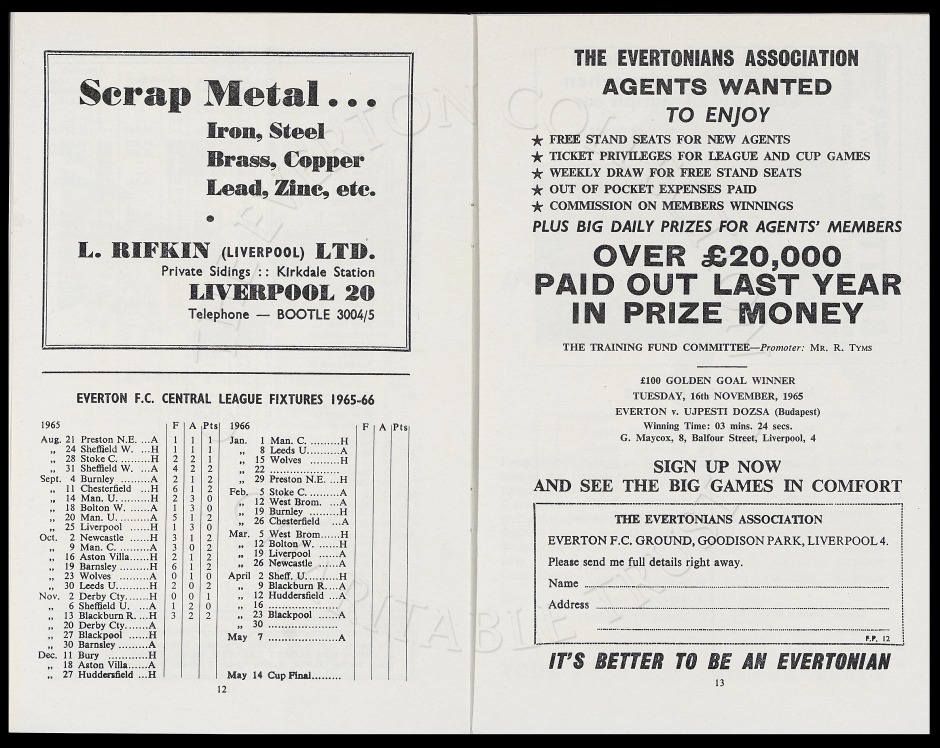 Scrap Metal...
Iron, Steel
Brass, Copper
Lead, Zinc, etc.
•
L. RIFKIN (LIVERPOOL) LTD.
Private Sidings :: Kirkdale Station
LIVERPOOL 20
Telephone — BOOTLE 3004/5
EVERTON F.C. CENTRAL LEAGUE FIXTURES 1965-66
1965 F A Pts
Aug. 21 Preston N.E. ...A 1 1 1
„ 24 Sheffield W. ...H 1 1 1
„ 28 Stoke C. .........H 2 2 1
„ 31 Sheffield W. ...A 4 2 2
Sept. 4 Burnley .........A 2 1 2
„ 11 Chesterfield ...H 6 1 2
„ 14 Man. U. .........H 2 3 0
„ 18 Bolton W. ......A 1 3 0
„ 20 Man. U. .........A 5 1 2
„ 25 Liverpool ......H 1 3 0
Oct. 2 Newcastle ......H 3 1 2
„ 9 Man. C. .........A 3 0 2
„ 16 Aston Villa......H 2 1 2
„ 19 Barnsley .........H 6 1 2
„ 23 Wolves .........A 0 1 0
„ 30 Leeds U..........H 2 0 2
Nov. 2 Derby Cty.......H 0 0 1
„ 6 Sheffield U. ...A 1 2 0
„ 13 Blackburn R. ...H 3 2 2
„ 20 Derby Cty.......A
„ 27 Blackpool ......H
„ 30 Barnsley .........A
Dec. 11 Bury ............H
„ 18 Aston Villa......A
„ 27 Huddersfield ...H
1966 F A Pts
Jan. 1 Man. C. .........H
„ 8 Leeds U..........A
„ 15 Wolves .........H
„ 22 .....................
„ 29 Preston N.E. ...H
Feb. 5 Stoke C. .........A
„ 12 West Brom. ...A
„ 19 Burnley .........H
„ 26 Chesterfield ...A
Mar. 5 West Brom......H
„ 12 Bolton W. ......H
„ 19 Liverpool ......A
„ 26 Newcastle ......A
April 2 Sheff. U..........H
„ 9 Blackburn R....A
„ 12 Huddersfield ...A
„ 16 .....................
„ 23 Blackpool ......A
„ 30 .....................
May 7 .....................A
May 14 Cup Final.........
12
THE EVERTONIANS ASSOCIATION
AGENTS WANTED
TO ENJOY
★ FREE STAND SEATS FOR NEW AGENTS
★ TICKET PRIVILEGES FOR LEAGUE AND CUP GAMES
★ WEEKLY DRAW FOR FREE STAND SEATS
★ OUT OF POCKET EXPENSES PAID
★ COMMISSION ON MEMBERS WINNINGS
PLUS BIG DAILY PRIZES FOR AGENTS' MEMBERS
OVER £20,000
PAID OUT LAST YEAR
IN PRIZE MONEY
THE TRAINING FUND COMMITTEE—Promoter: MR. R. TYMS
£100 GOLDEN GOAL WINNER
TUESDAY, 16th NOVEMBER, 1965
EVERTON v. UJPESTI DOZSA (Budapest)
Winning Time: 03 mins. 24 secs.
G. Maycox, 8, Balfour Street, Liverpool, 4
SIGN UP NOW
AND SEE THE BIG GAMES IN COMFORT
THE EVERTONIANS ASSOCIATION
EVERTON F.C. GROUND, GOODISON PARK, LIVERPOOL 4.
Please send me full details right away.
Name
Address
F.P. 12
IT'S BETTER TO BE AN EVERTONIAN
13